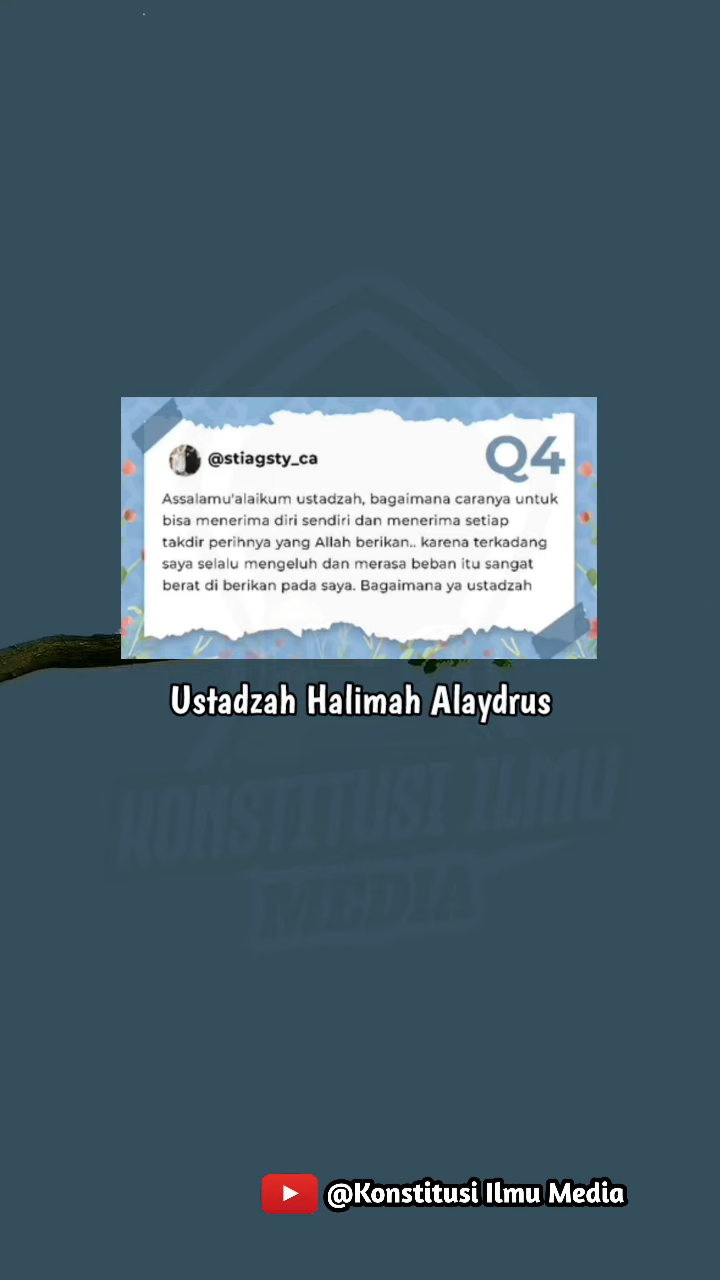 @stiagsty_ca
Q4
Assalamu'alaikum ustadzah, bagaimana caranya untuk
bisa menerima diri sendiri dan menerima setiap
takdir perihnya yang Allah berikan.. karena terkadang
saya selalu mengeluh dan merasa beban itu sangat
berat di berikan pada saya. Bagaimana ya ustadzah
Ustadzah Halimah Alaydrus
KONSTITUSI ILMU
MEDIA
@Konstitusi Ilmu Media